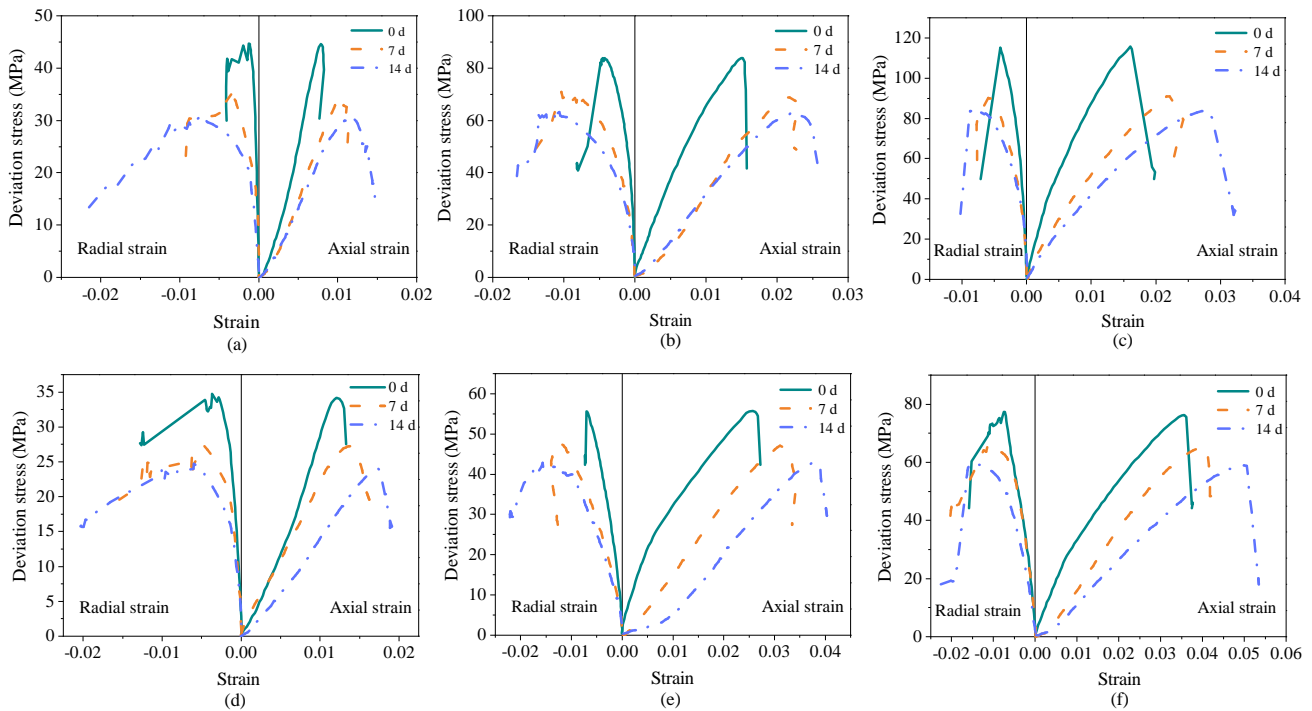 50
40
30
20
10
0
Deviation stress (MPa)
0 d
7 d
14 d
Radial strain
Axial strain
-0.02 -0.01 0.00 0.01 0.02
Strain
(a)
100
80
60
40
20
0
Deviation stress (MPa)
0 d
7 d
14 d
Radial strain
Axial strain
-0.02 -0.01 0.00 0.01 0.02 0.03
Strain
(b)
140
120
100
80
60
40
20
0
Deviation stress (MPa)
0 d
7 d
14 d
Radial strain
Axial strain
-0.01 0.00 0.01 0.02 0.03 0.04
Strain
(c)
35
30
25
20
15
10
5
0
Deviation stress (MPa)
0 d
7 d
14 d
Radial strain
Axial strain
-0.02 -0.01 0.00 0.01 0.02
Strain
(d)
60
50
40
30
20
10
0
Deviation stress (MPa)
0 d
7 d
14 d
Radial strain
Axial strain
-0.02 -0.01 0.00 0.01 0.02 0.03 0.04
Strain
(e)
80
60
40
20
0
Deviation stress (MPa)
0 d
7 d
14 d
Radial strain
Axial strain
-0.02 -0.01 0.00 0.01 0.02 0.03 0.04 0.05 0.06
Strain
(f)